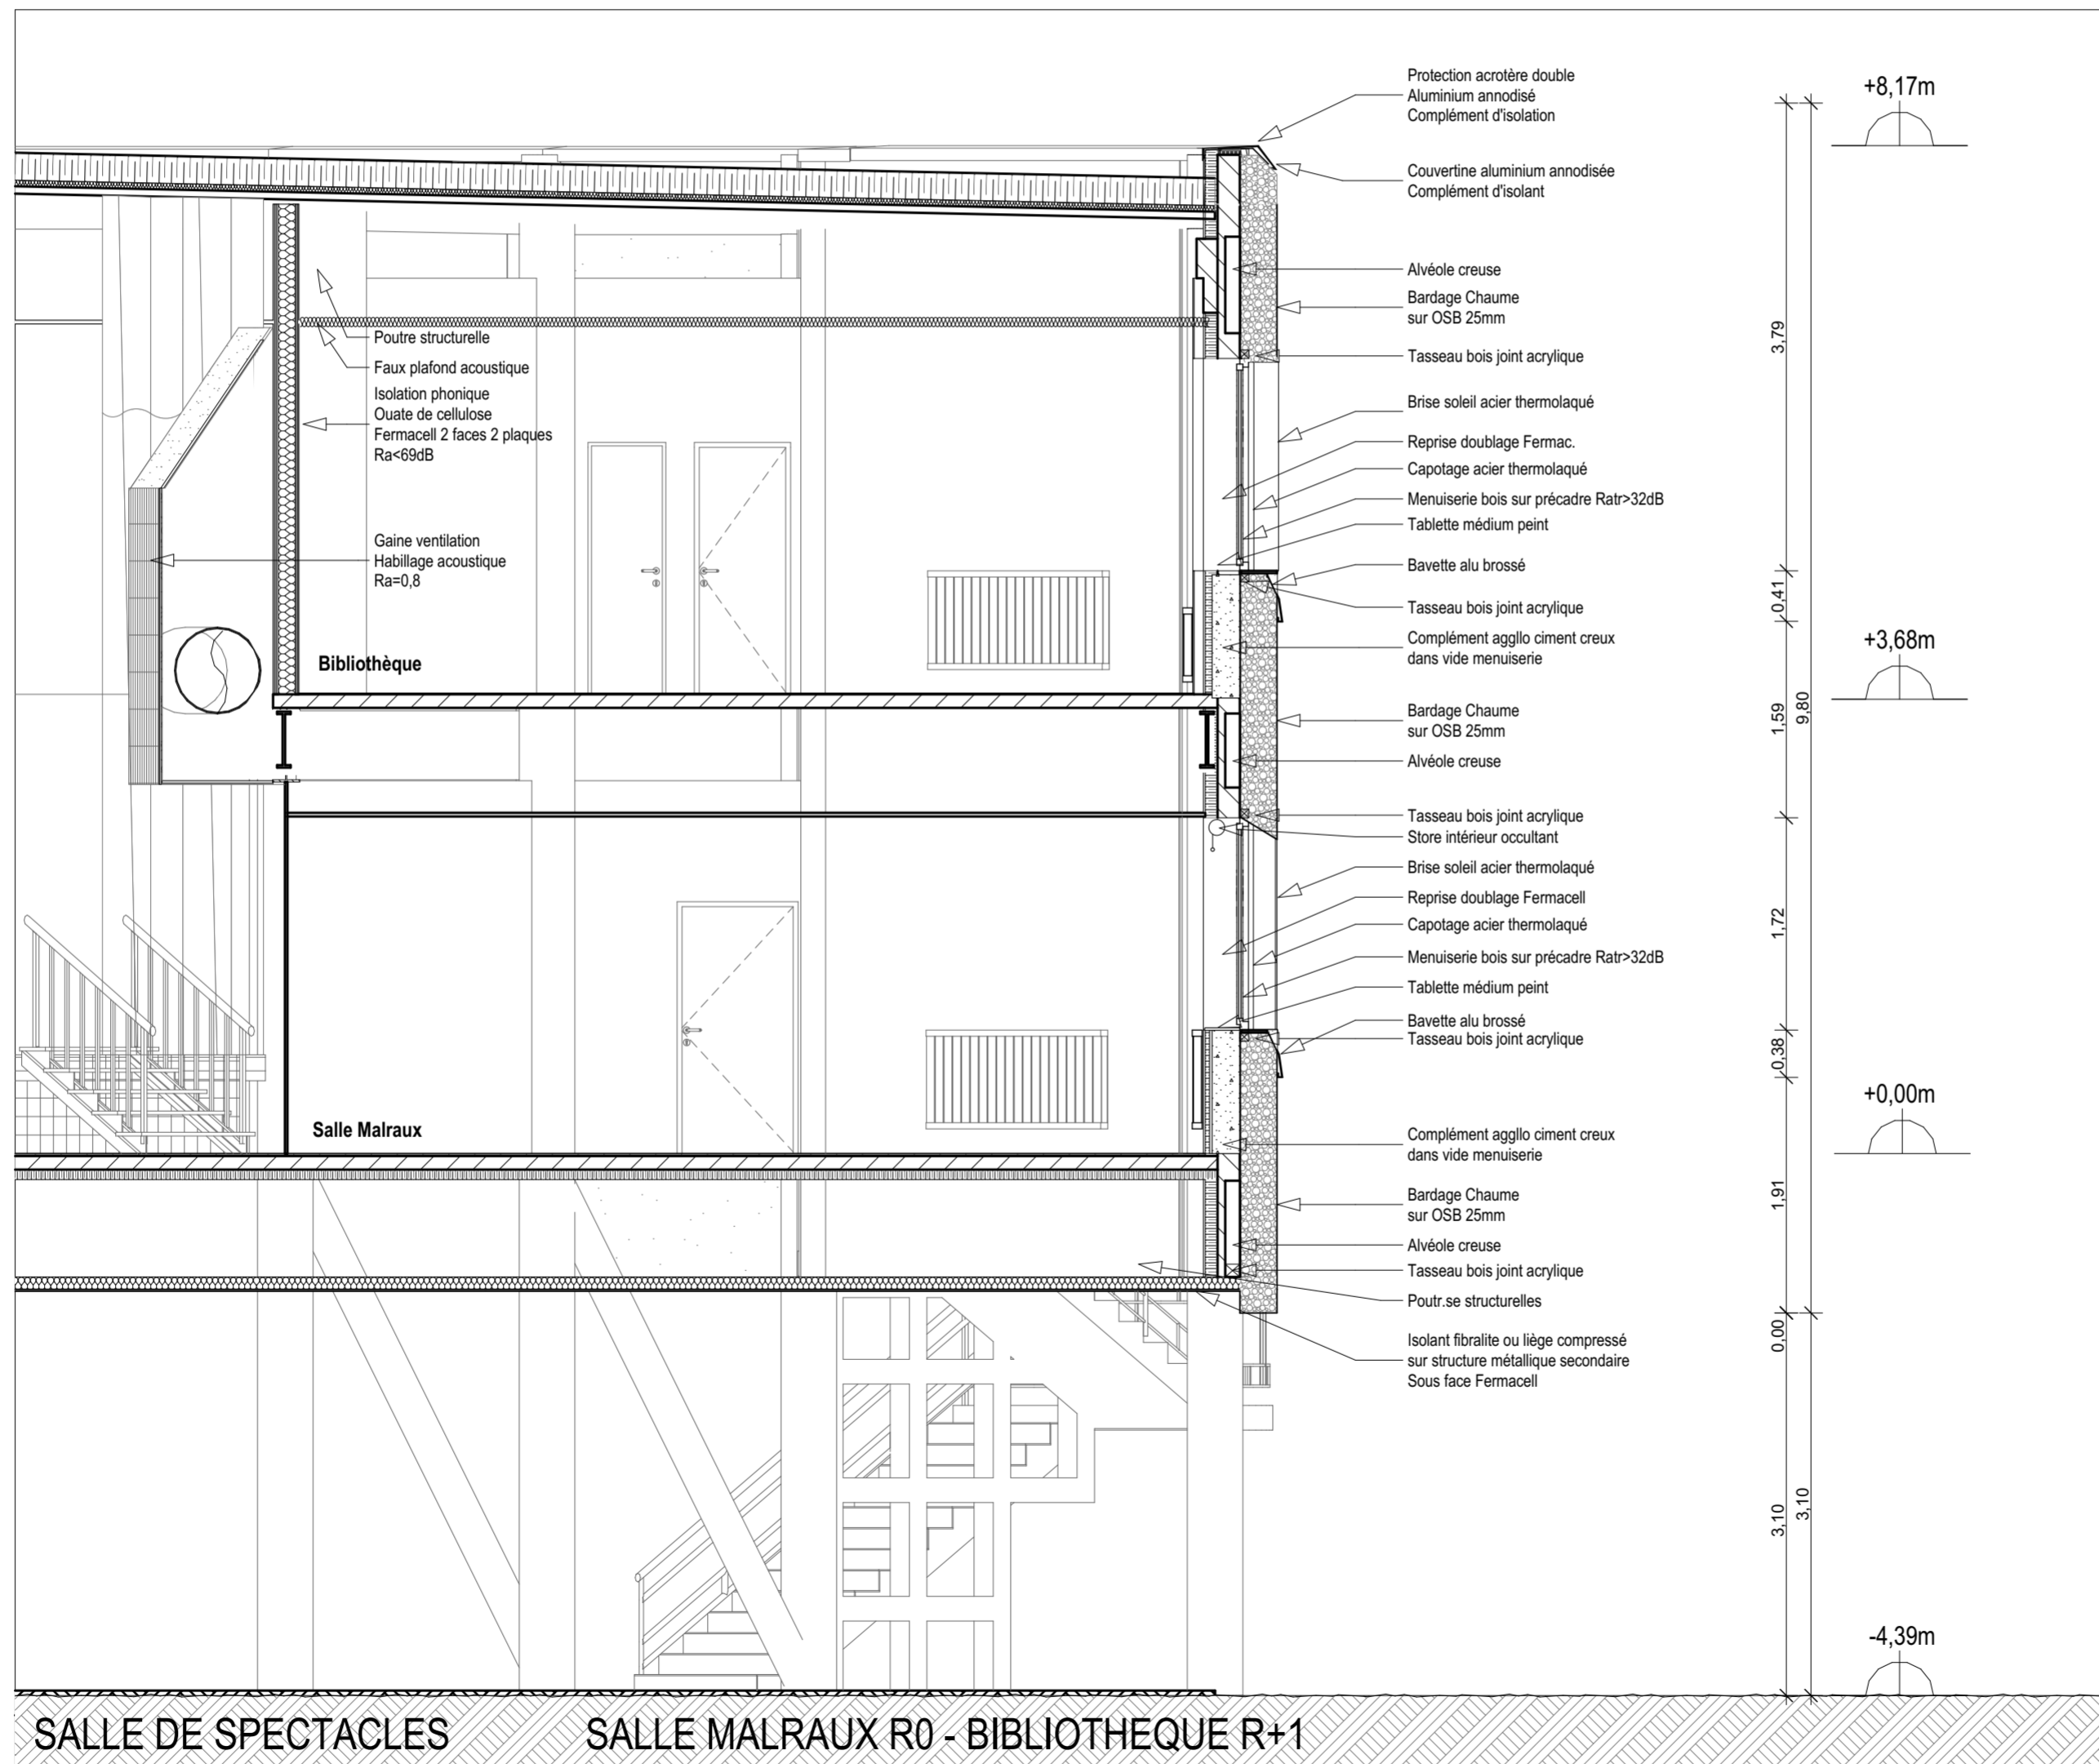 Protection acrotère double
Aluminium annodisé
Complément d'isolation
+8,17m
Couvertine aluminium annodisée
Complément d'isolant
Alvéole creuse
Bardage Chaume
sur OSB 25mm
Tasseau bois joint acrylique
Brise soleil acier thermolaqué
Reprise doublage Fermac.
Capotage acier thermolaqué
Menuiserie bois sur précadre Ratr>32dB
Tablette médium peint
Bavette alu brossé
Tasseau bois joint acrylique
Complément aggllo ciment creux
dans vide menuiserie
Bardage Chaume
sur OSB 25mm
Alvéole creuse
Tasseau bois joint acrylique
Store intérieur occultant
Brise soleil acier thermolaqué
Reprise doublage Fermacell
Capotage acier thermolaqué
Menuiserie bois sur précadre Ratr>32dB
Tablette médium peint
Bavette alu brossé
Tasseau bois joint acrylique
Complément aggllo ciment creux
dans vide menuiserie
Bardage Chaume
sur OSB 25mm
Alvéole creuse
Tasseau bois joint acrylique
Poutr.se structurelles
Isolant fibralite ou liège compressé
sur structure métallique secondaire
Sous face Fermacell
Poutre structurelle
Faux plafond acoustique
Isolation phonique
Ouate de cellulose
Fermacell 2 faces 2 plaques
Ra<69dB
Gaine ventilation
Habillage acoustique
Ra=0,8
Bibliothèque
Salle Malraux
3,79
0,41
1,59
9,80
1,72
0,38
1,91
0,00
3,10
3,10
+3,68m
+0,00m
-4,39m
SALLE DE SPECTACLES
SALLE MALRAUX R0 - BIBLIOTHEQUE R+1